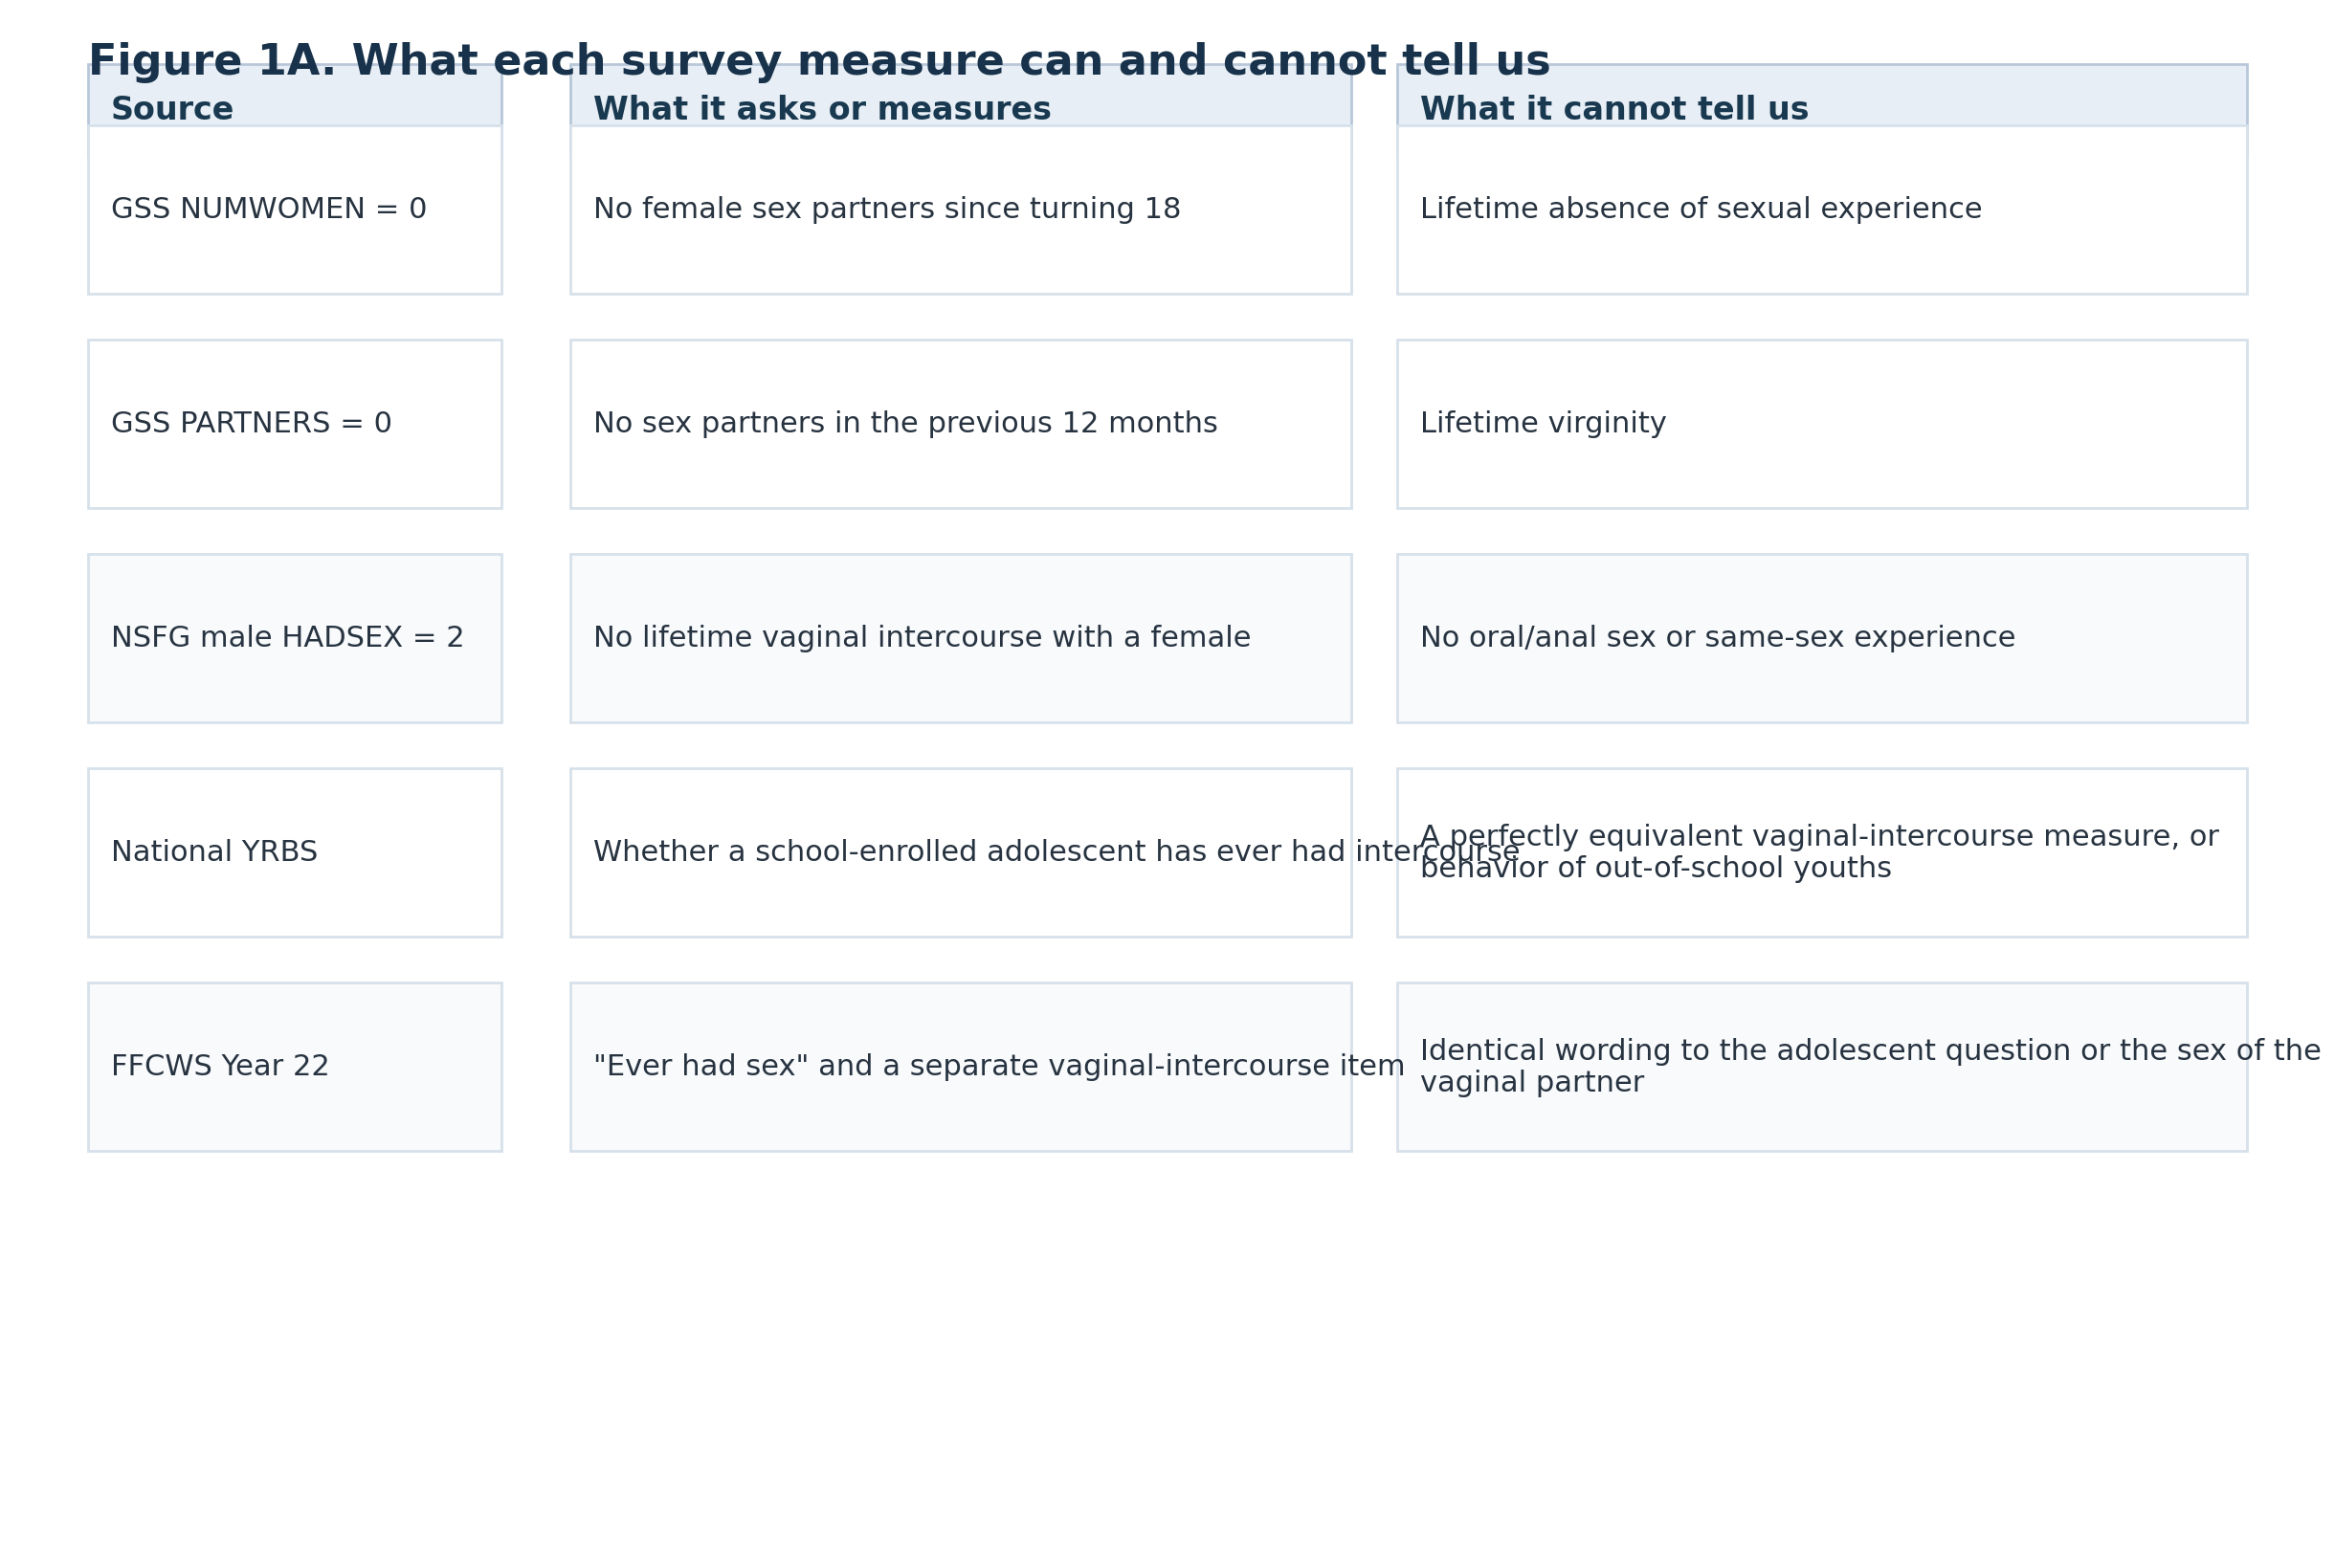 Figure 1A. What each survey measure can and cannot tell us
Source
What it asks or measures
What it cannot tell us
GSS NUMWOMEN = 0
No female sex partners since turning 18
Lifetime absence of sexual experience
GSS PARTNERS = 0
No sex partners in the previous 12 months
Lifetime virginity
NSFG male HADSEX = 2
No lifetime vaginal intercourse with a female
No oral/anal sex or same-sex experience
National YRBS
Whether a school-enrolled adolescent has ever had intercourse
A perfectly equivalent vaginal-intercourse measure, or
behavior of out-of-school youths
FFCWS Year 22
"Ever had sex" and a separate vaginal-intercourse item
Identical wording to the adolescent question or the sex of the
vaginal partner